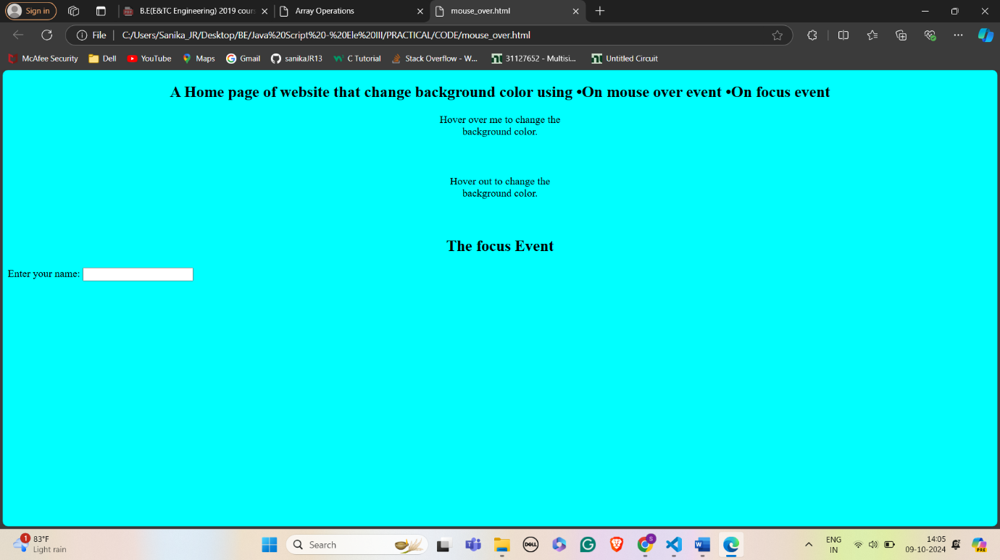 Sign in
B.E(E&TC Engineering) 2019 cours
Array Operations
mouse_over.html
File
C:/Users/Sanika_JR/Desktop/BE/Java%20Script%20-%20Ele%20III/PRACTICAL/CODE/mouse_over.html
McAfee Security
Dell
YouTube
Maps
Gmail
sanikaJR13
C Tutorial
Stack Overflow - W...
31127652 - Multisi...
Untitled Circuit
A Home page of website that change background color using •On mouse over event •On focus event
Hover over me to change the
background color.
Hover out to change the
background color.
The focus Event
Enter your name:
1
83°F
Light rain
Search
DELL
S
PRE
ENG
IN
14:05
09-10-2024